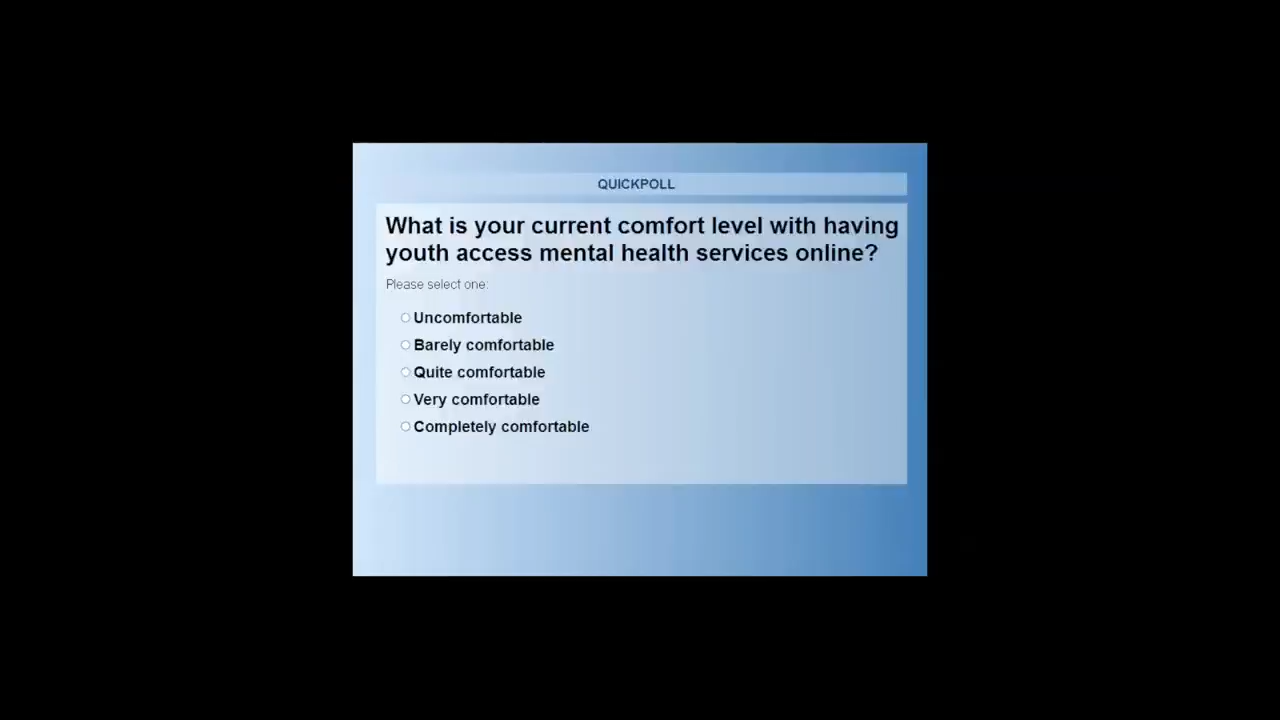 QUICKPOLL
What is your current comfort level with having
youth access mental health services online?
Please select one:
Uncomfortable
Barely comfortable
Quite comfortable
Very comfortable
Completely comfortable